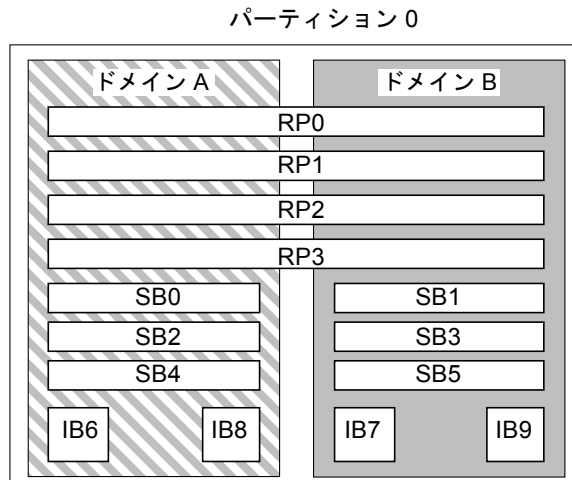 パーティション 0
ドメイン A
ドメイン B
RP0
RP1
RP2
RP3
SB0
SB1
SB2
SB3
SB4
SB5
IB6
IB8
IB7
IB9